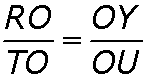 RO/TO = OY/OU